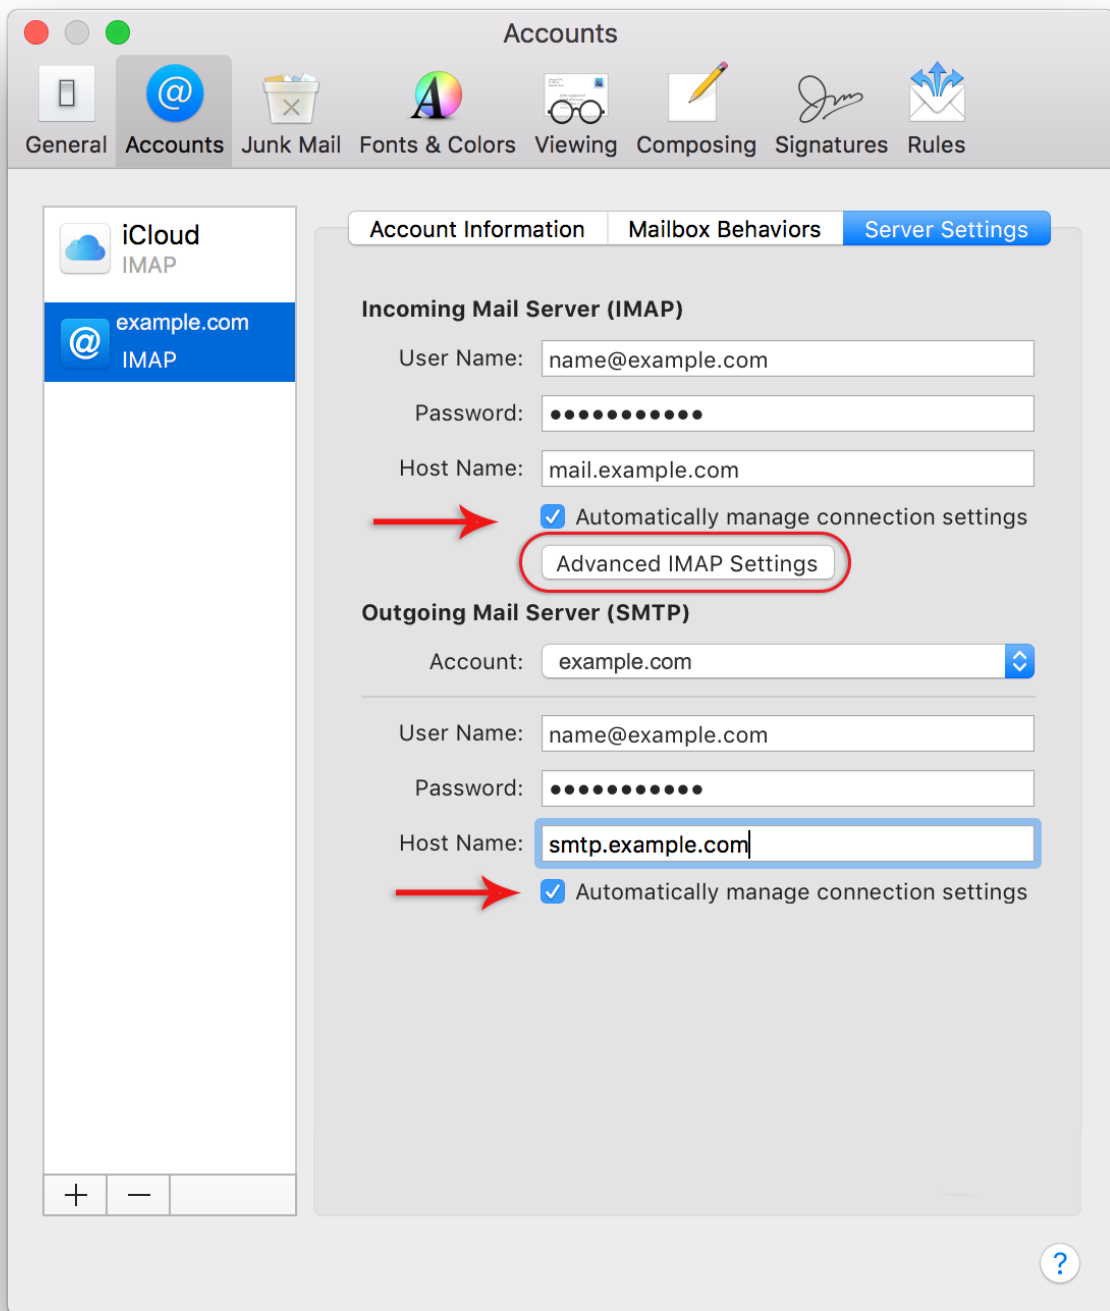 Accounts
General Accounts Junk Mail Fonts & Colors Viewing Composing Signatures Rules
iCloud
IMAP
example.com
IMAP
Account Information Mailbox Behaviors Server Settings
Incoming Mail Server (IMAP)
User Name: name@example.com
Password: ●●●●●●●●●●●
Host Name: mail.example.com
Automatically manage connection settings
Advanced IMAP Settings
Outgoing Mail Server (SMTP)
Account: example.com
User Name: name@example.com
Password: ●●●●●●●●●●●
Host Name: smtp.example.com
Automatically manage connection settings
?